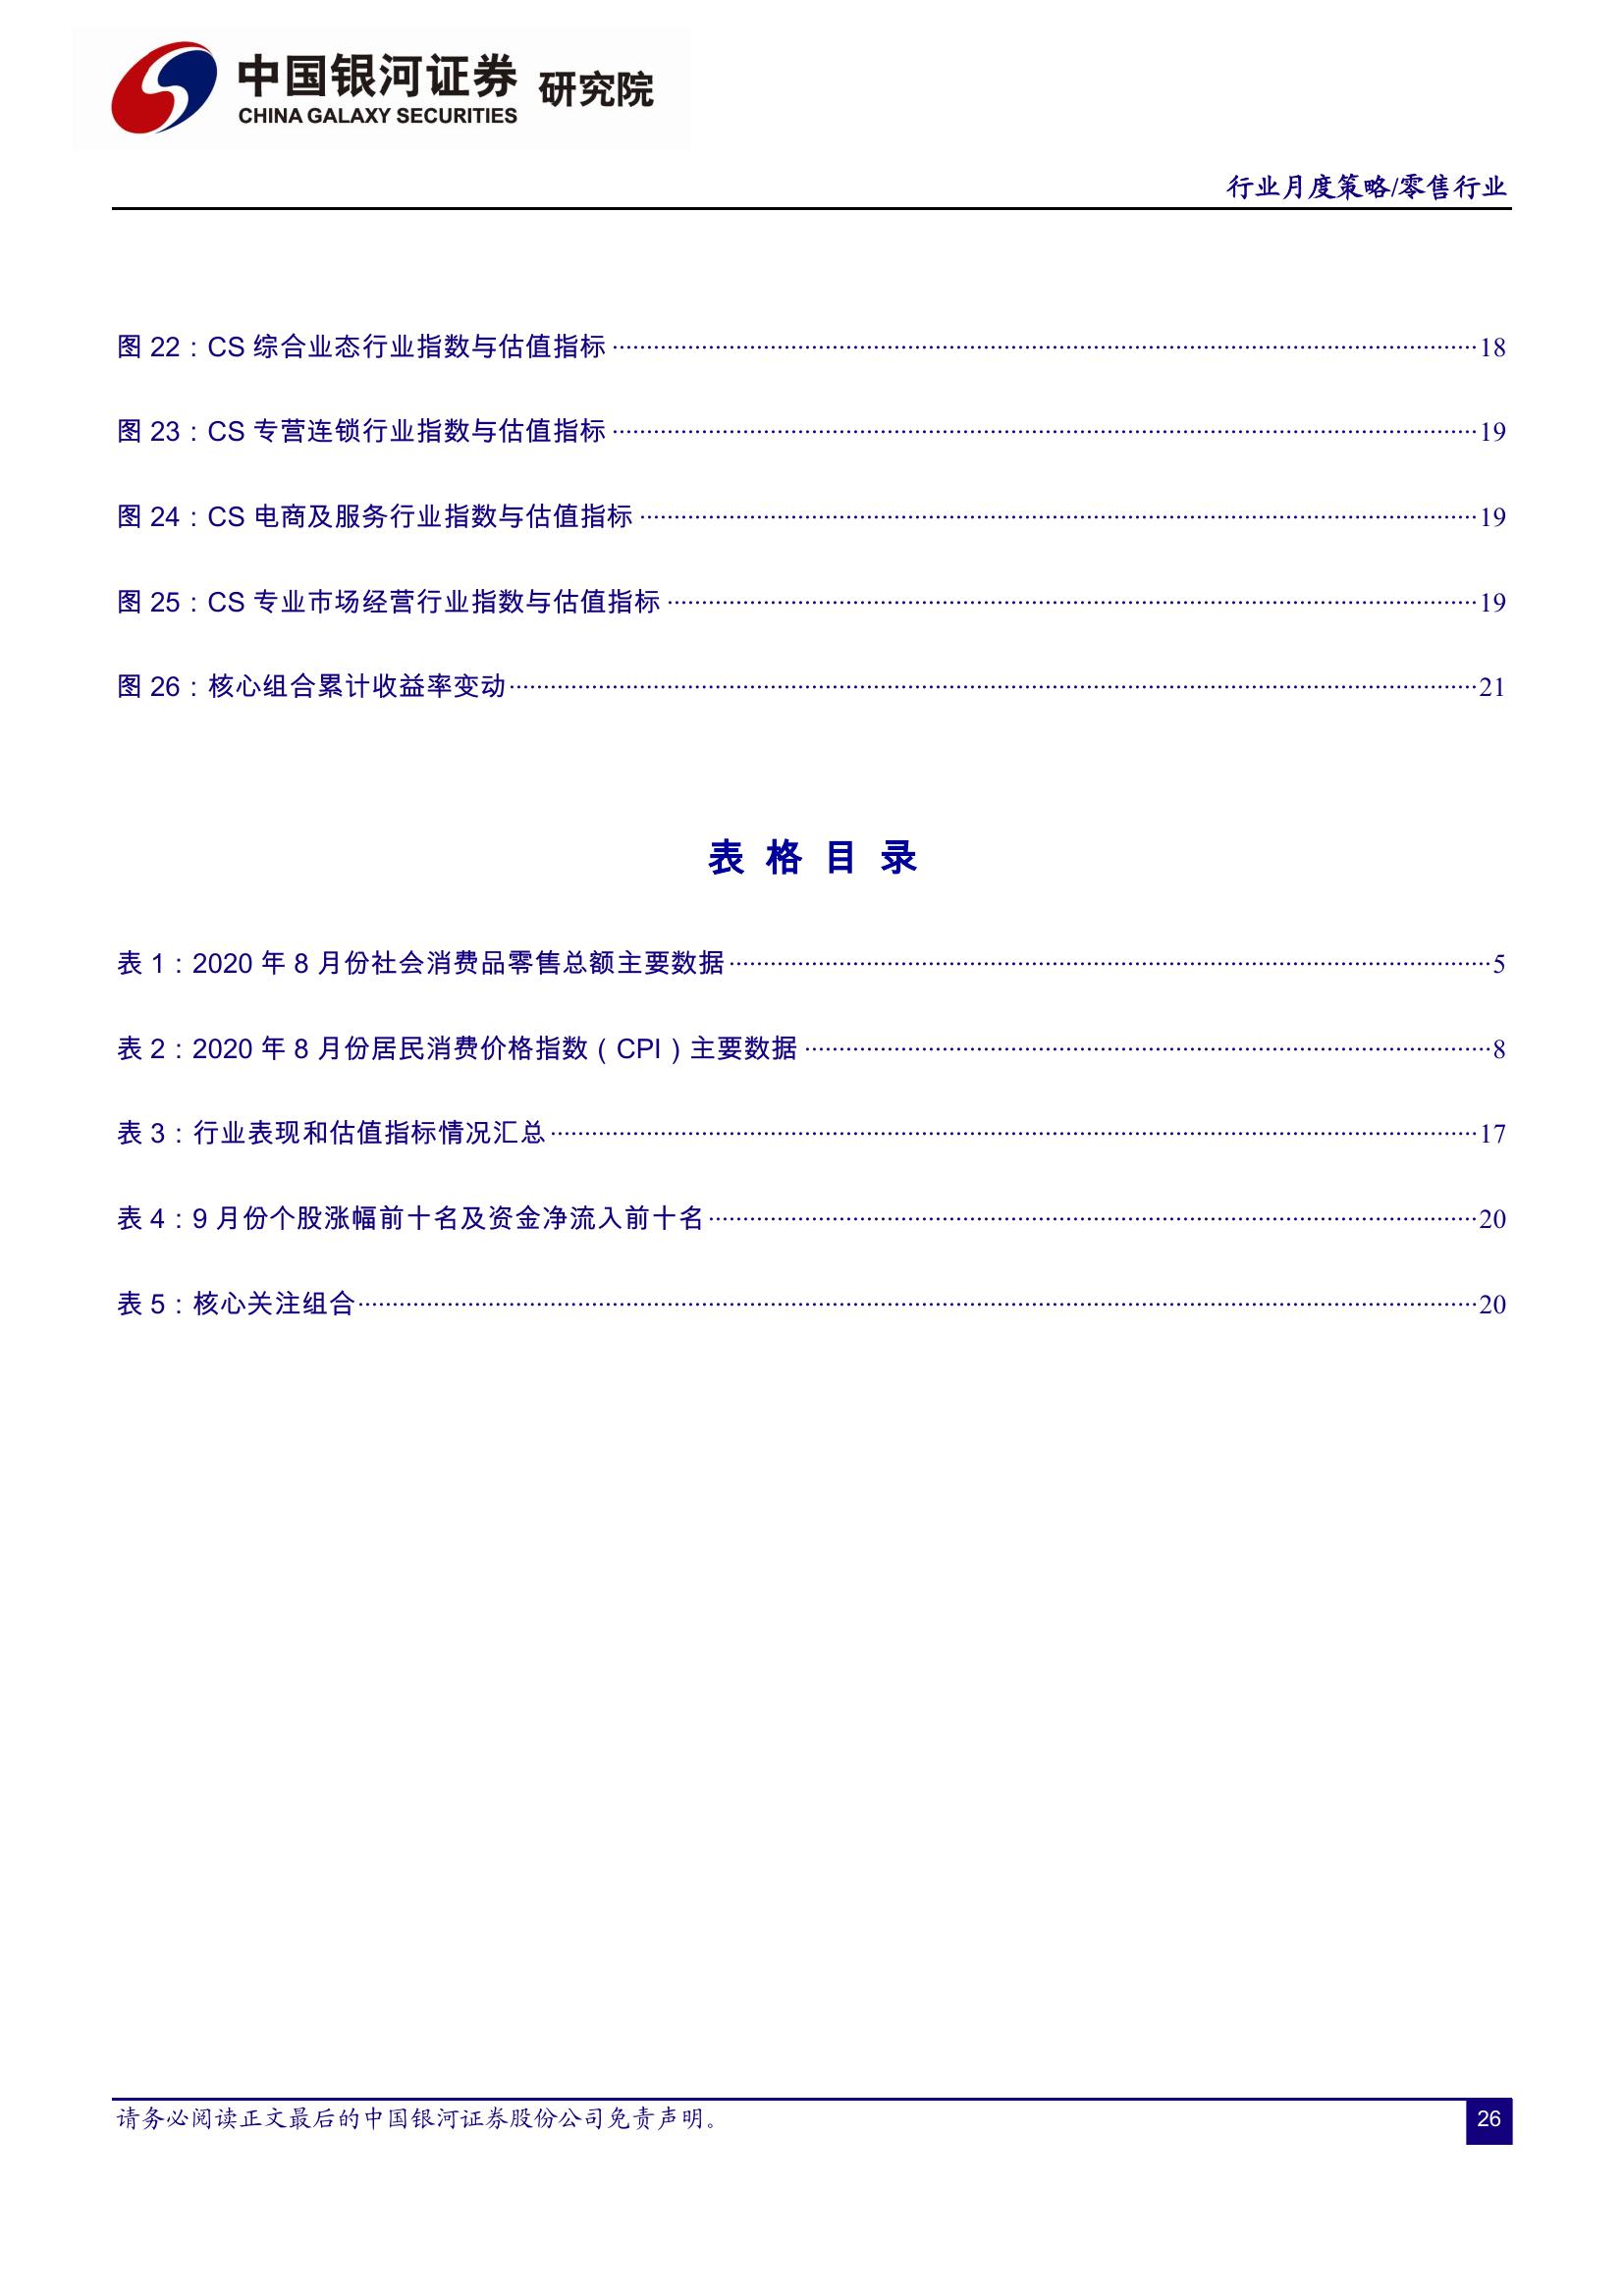 中国银河证券 研究院
CHINA GALAXY SECURITIES
行业月度策略/零售行业
图 22：CS 综合业态行业指数与估值指标 18
图 23：CS 专营连锁行业指数与估值指标 19
图 24：CS 电商及服务行业指数与估值指标 19
图 25：CS 专业市场经营行业指数与估值指标 19
图 26：核心组合累计收益率变动 21
表 格 目 录
表 1：2020 年 8 月份社会消费品零售总额主要数据 5
表 2：2020 年 8 月份居民消费价格指数（CPI）主要数据 8
表 3：行业表现和估值指标情况汇总 17
表 4：9 月份个股涨幅前十名及资金净流入前十名 20
表 5：核心关注组合 20
请务必阅读正文最后的中国银河证券股份公司免责声明。
26